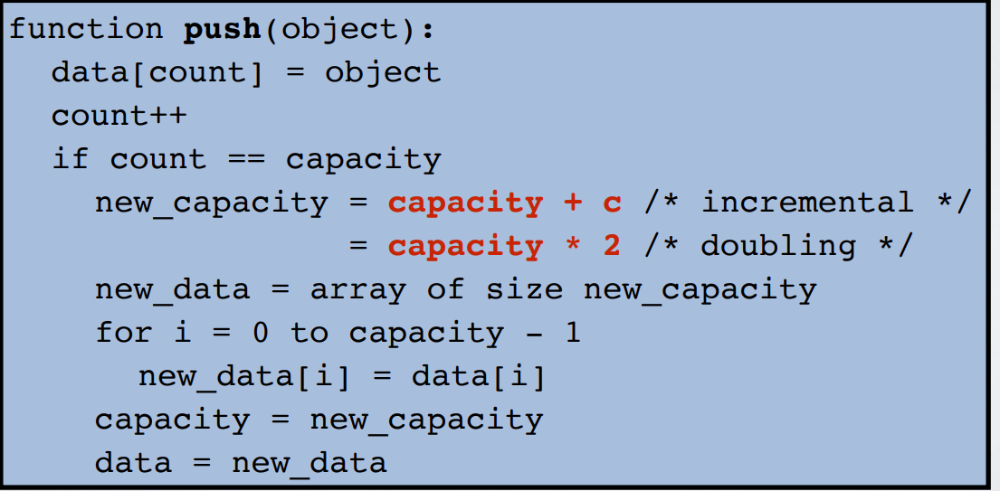 function push(object):
data[count] = object
count++
if count == capacity
new_capacity = capacity + c /* incremental */
= capacity * 2 /* doubling */
new_data = array of size new_capacity
for i = 0 to capacity - 1
new_data[i] = data[i]
capacity = new_capacity
data = new_data